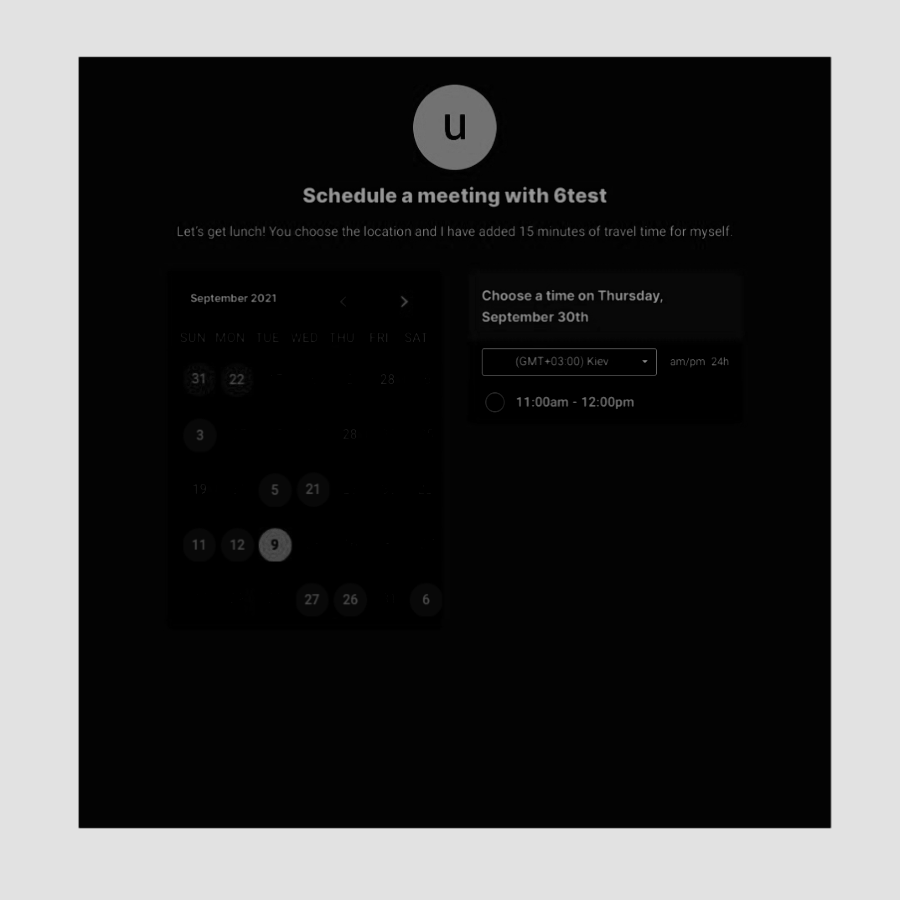 u
Schedule a meeting with 6test
Let's get lunch! You choose the location and I have added 15 minutes of travel time for myself.
September 2021
SUN MON TUE WED THU FRI SAT
31 22 28
3 28
19 5 21
11 12 9
27 26 6
Choose a time on Thursday,
September 30th
(GMT+03:00) Kiev am/pm 24h
11:00am - 12:00pm